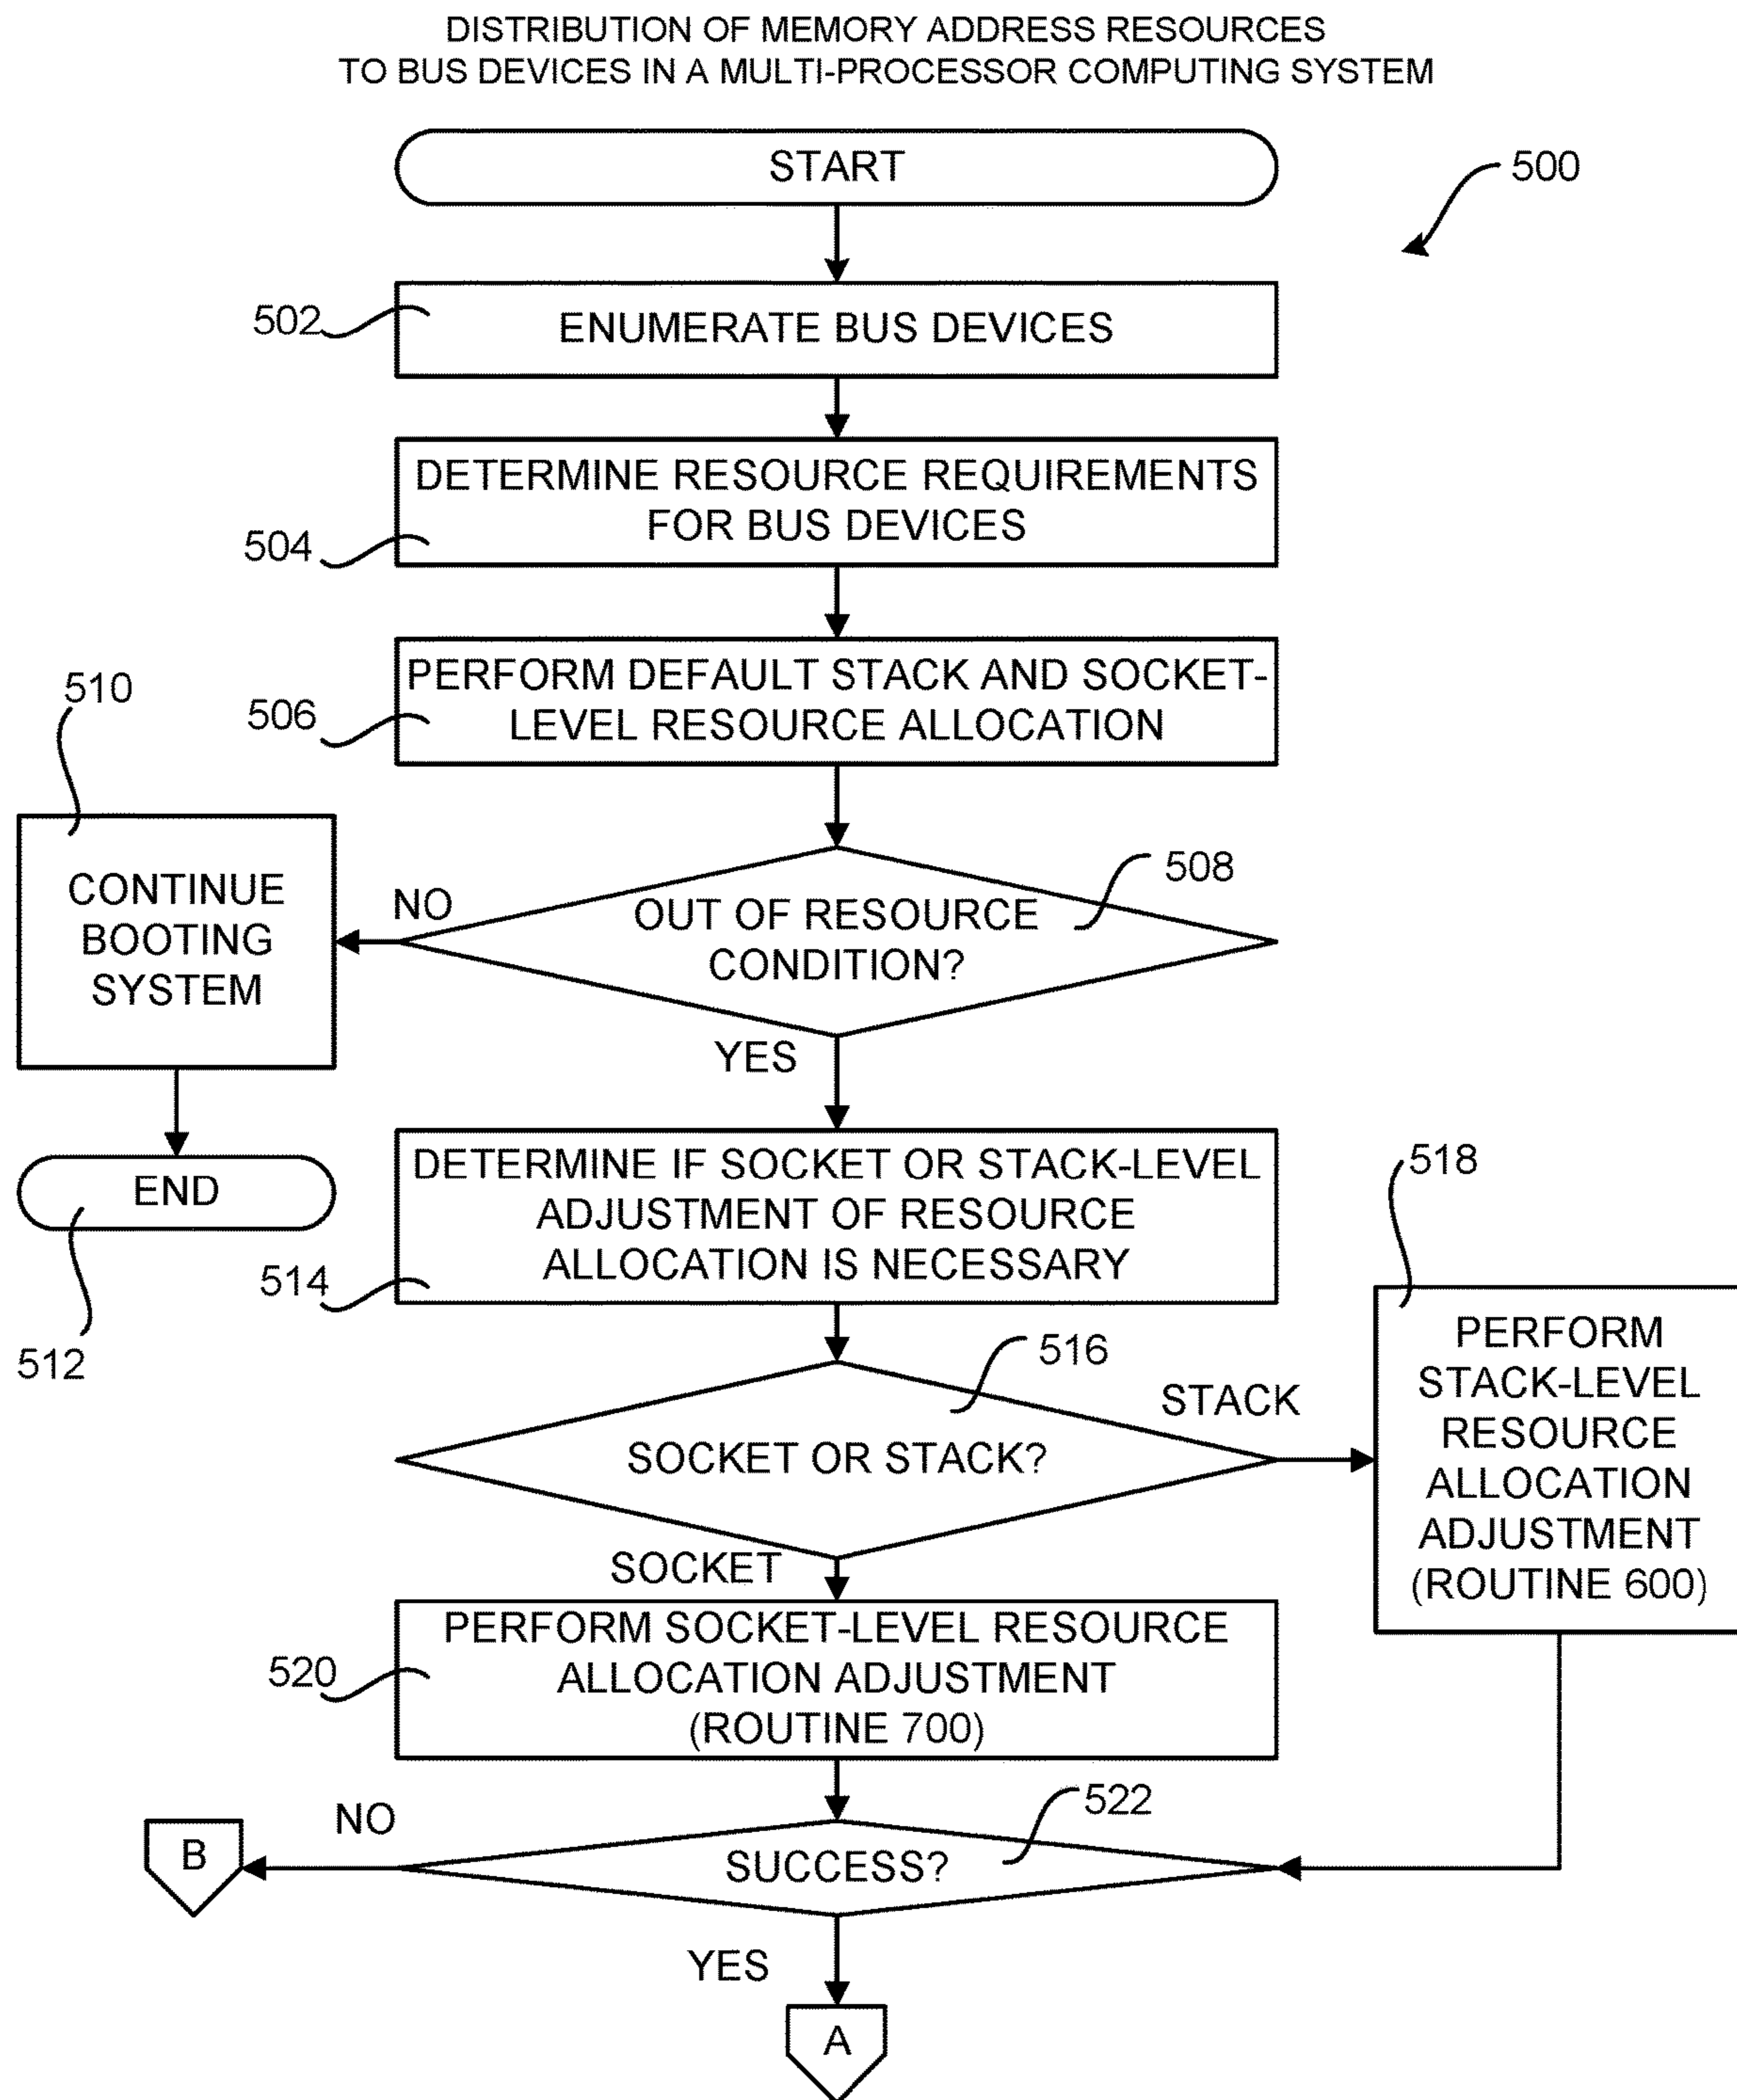 DISTRIBUTION OF MEMORY ADDRESS RESOURCES
TO BUS DEVICES IN A MULTI-PROCESSOR COMPUTING SYSTEM
START
500
502
ENUMERATE BUS DEVICES
DETERMINE RESOURCE REQUIREMENTS
FOR BUS DEVICES
504
PERFORM DEFAULT STACK AND SOCKET-
LEVEL RESOURCE ALLOCATION
506
510
CONTINUE
BOOTING
SYSTEM
NO
508
OUT OF RESOURCE
CONDITION?
YES
END
512
DETERMINE IF SOCKET OR STACK-LEVEL
ADJUSTMENT OF RESOURCE
ALLOCATION IS NECESSARY
514
516
SOCKET OR STACK?
STACK
518
PERFORM
STACK-LEVEL
RESOURCE
ALLOCATION
ADJUSTMENT
(ROUTINE 600)
SOCKET
PERFORM SOCKET-LEVEL RESOURCE
ALLOCATION ADJUSTMENT
(ROUTINE 700)
520
522
SUCCESS?
NO
B
YES
A